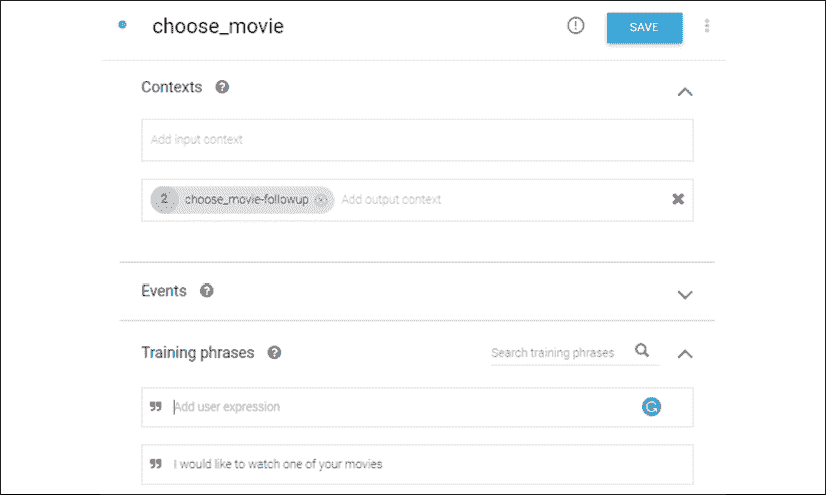 choose_movie
SAVE
Contexts
Add input context
2 choose_movie-followup Add output context
Events
Training phrases
Search training phrases
Add user expression
I would like to watch one of your movies